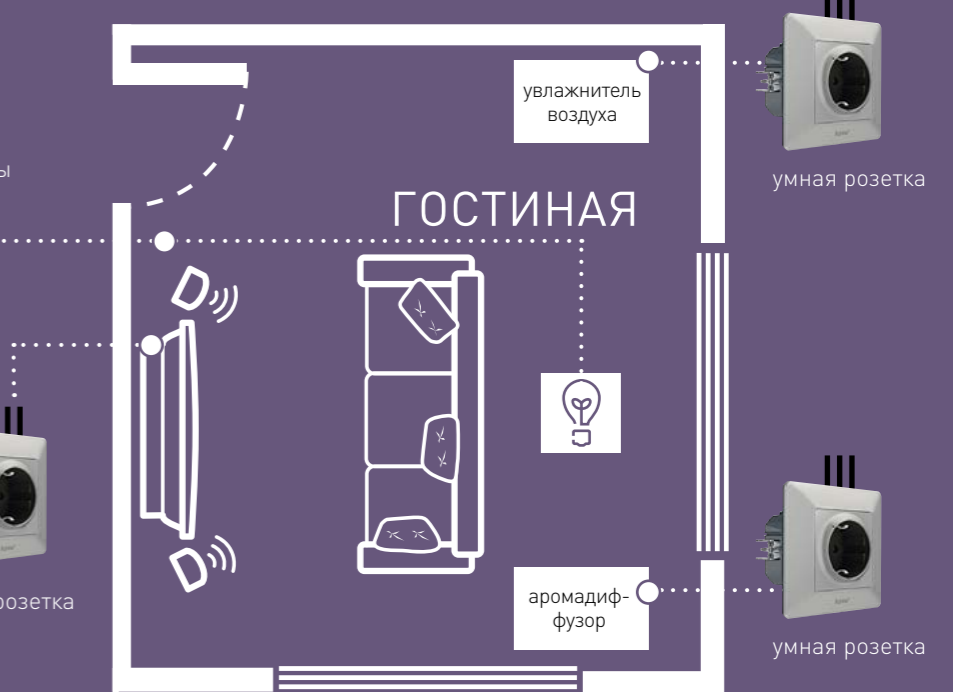 увлажнитель
воздуха
умная розетка
ы
ГОСТИНАЯ
розетка
аромадиф-
фузор
умная розетка